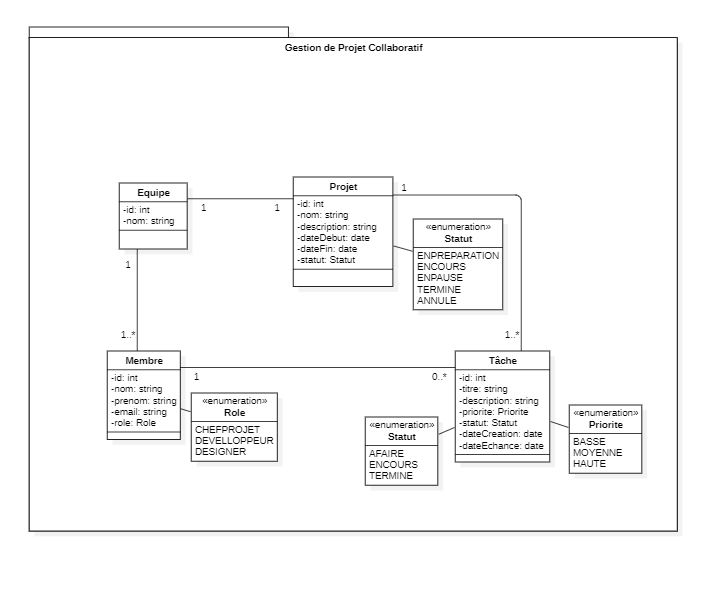 Gestion de Projet Collaboratif
Equipe
-id: int
-nom: string
1
1
Projet
-id: int
-nom: string
-description: string
-dateDebut: date
-dateFin: date
-statut: Statut
1
«enumeration»
Statut
ENPREPARATION
ENCOURS
ENPAUSE
TERMINE
ANNULE
1
1..*
1..*
Membre
-id: int
-nom: string
-prenom: string
-email: string
-role: Role
1
0..*
«enumeration»
Role
CHEFPROJET
DEVELLOPPEUR
DESIGNER
Tâche
-id: int
-titre: string
-description: string
-priorite: Priorite
-statut: Statut
-dateCreation: date
-dateEchance: date
«enumeration»
Statut
AFAIRE
ENCOURS
TERMINE
«enumeration»
Priorite
BASSE
MOYENNE
HAUTE